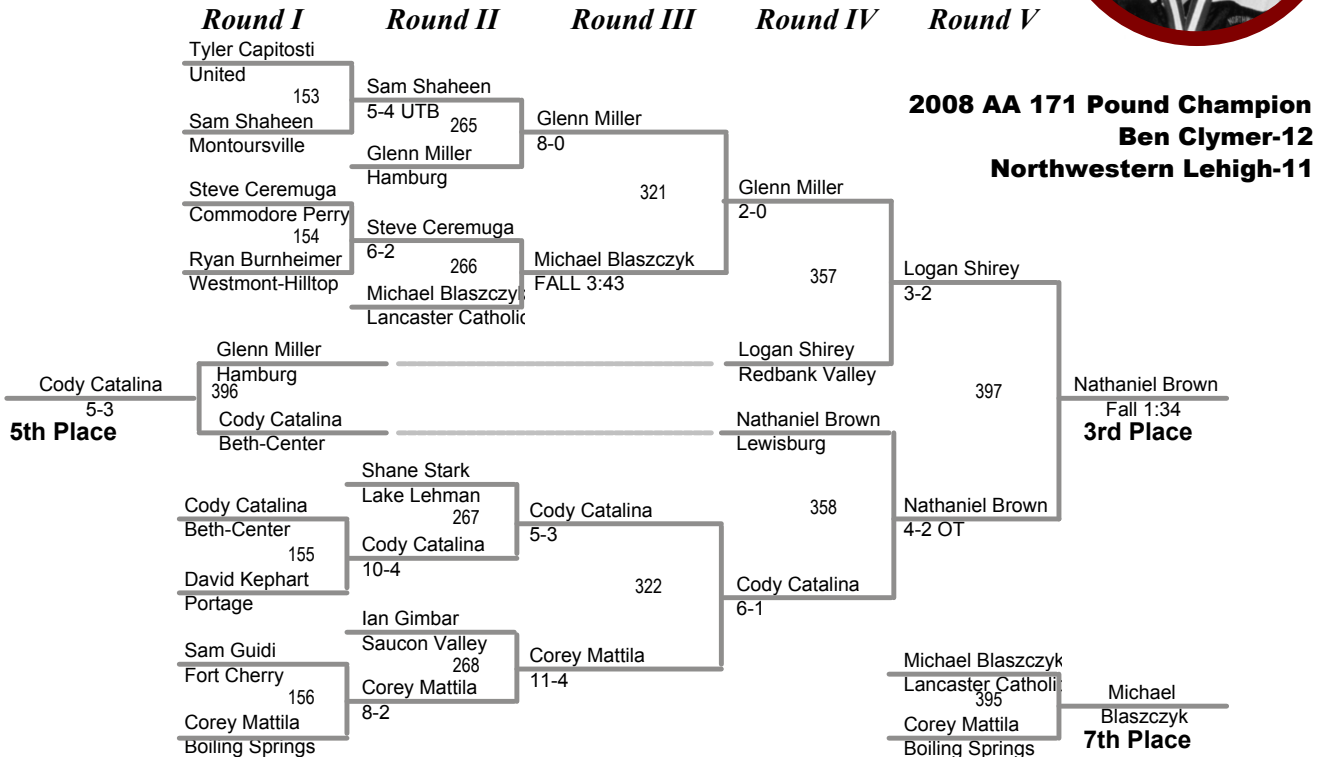 Round I Round II Round III Round IV Round V
2008 AA 171 Pound Champion
Ben Clymer-12
Northwestern Lehigh-11
Tyler Capitosti
United
153
Sam Shaheen
Montoursville
Sam Shaheen
5-4 UTB
265
Glenn Miller
Hamburg
Glenn Miller
8-0
Steve Ceremuga
Commodore Perry
154
Ryan Burnheimer
Westmont-Hilltop
Steve Ceremuga
6-2
266
Michael Blaszczyk
Lancaster Catholic
Michael Blaszczyk
FALL 3:43
321
Glenn Miller
2-0
357
Logan Shirey
Redbank Valley
Logan Shirey
3-2
Glenn Miller
Hamburg
396
Cody Catalina
Beth-Center
Cody Catalina
5-3
5th Place
Nathaniel Brown
Lewisburg
358
Nathaniel Brown
4-2 OT
397
Nathaniel Brown
Fall 1:34
3rd Place
Shane Stark
Lake Lehman
267
Cody Catalina
10-4
Cody Catalina
5-3
Cody Catalina
Beth-Center
155
David Kephart
Portage
322
Cody Catalina
6-1
Ian Gimbar
Saucon Valley
268
Corey Mattila
8-2
Corey Mattila
11-4
Sam Guidi
Fort Cherry
156
Corey Mattila
Boiling Springs
Michael Blaszczyk
Lancaster Catholi
395
Corey Mattila
Boiling Springs
Michael
Blaszczyk
7th Place